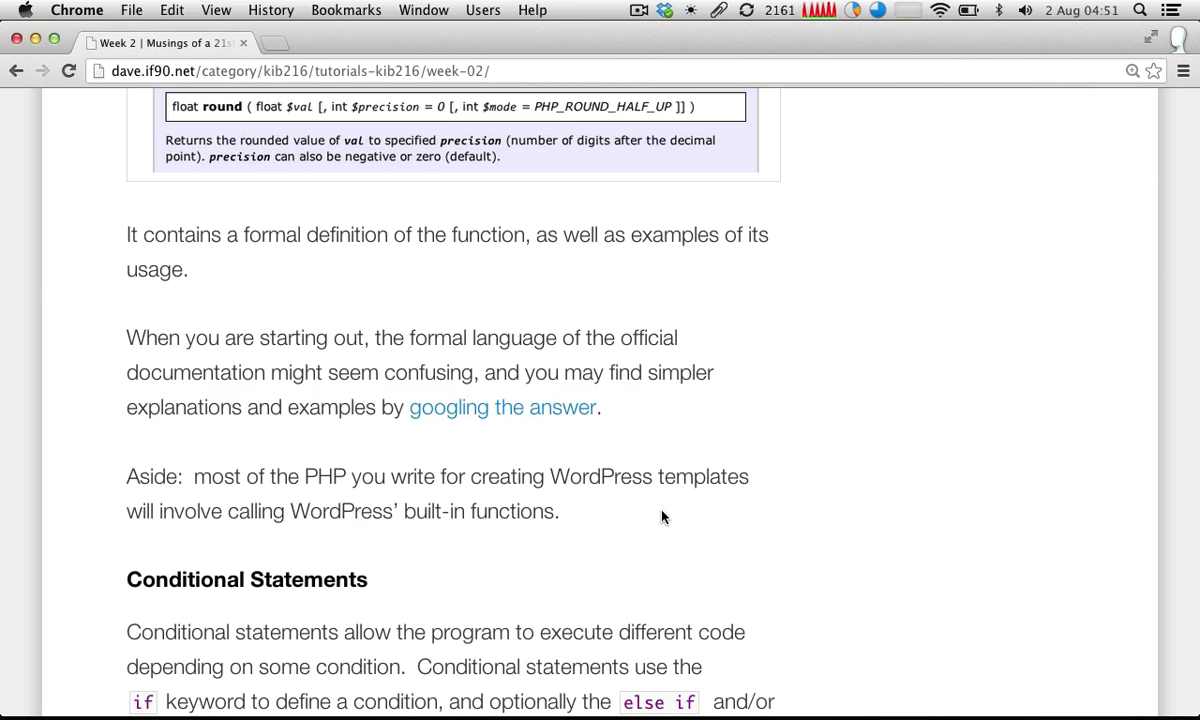 Chrome File Edit View History Bookmarks Window Users Help 2161 2 Aug 04:51
Week 2 | Musings of a 21s
dave.if90.net/category/kib216/tutorials-kib216/week-02/
float round ( float $val [, int $precision = 0 [, int $mode = PHP_ROUND_HALF_UP ]] )
Returns the rounded value of val to specified precision (number of digits after the decimal
point). precision can also be negative or zero (default).
It contains a formal definition of the function, as well as examples of its
usage.
When you are starting out, the formal language of the official
documentation might seem confusing, and you may find simpler
explanations and examples by googling the answer.
Aside: most of the PHP you write for creating WordPress templates
will involve calling WordPress’ built-in functions.
Conditional Statements
Conditional statements allow the program to execute different code
depending on some condition. Conditional statements use the
if keyword to define a condition, and optionally the else if and/or